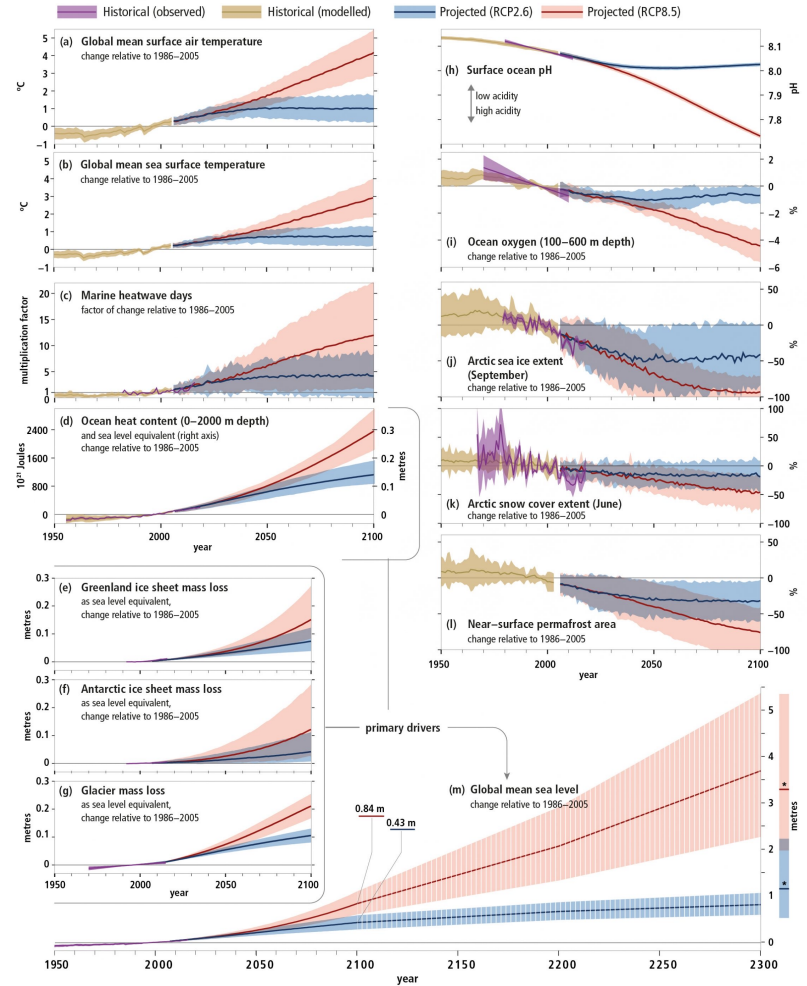 Historical (observed)
Historical (modelled)
Projected (RCP2.6)
Projected (RCP8.5)
(a) Global mean surface air temperature
change relative to 1986–2005
°C
5
4
3
2
1
0
−1
(b) Global mean sea surface temperature
change relative to 1986–2005
°C
5
4
3
2
1
0
−1
(c) Marine heatwave days
factor of change relative to 1986–2005
multiplication factor
20
15
10
5
1
0
(d) Ocean heat content (0–2000 m depth)
and sea level equivalent (right axis)
change relative to 1986–2005
10²¹ Joules
2400
1600
800
0
0.3
0.2
0.1
0
metres
1950
2000
2050
2100
year
(e) Greenland ice sheet mass loss
as sea level equivalent,
change relative to 1986–2005
metres
0.3
0.2
0.1
0
(f) Antarctic ice sheet mass loss
as sea level equivalent,
change relative to 1986–2005
metres
0.3
0.2
0.1
0
(g) Glacier mass loss
as sea level equivalent,
change relative to 1986–2005
metres
0.3
0.2
0.1
0
1950
2000
2050
2100
year
(h) Surface ocean pH
low acidity
high acidity
8.1
8.0
7.9
7.8
pH
(i) Ocean oxygen (100–600 m depth)
change relative to 1986–2005
2
0
−2
−4
−6
%
(j) Arctic sea ice extent
(September)
change relative to 1986–2005
50
0
−50
−100
%
(k) Arctic snow cover extent (June)
change relative to 1986–2005
100
50
0
−50
−100
%
(l) Near−surface permafrost area
change relative to 1986–2005
50
0
−50
−100
%
1950
2000
2050
2100
year
primary drivers
(m) Global mean sea level
change relative to 1986–2005
0.84 m
0.43 m
5
4
3
2
1
0
metres
*
*
1950
2000
2050
2100
2150
2200
2250
2300
year